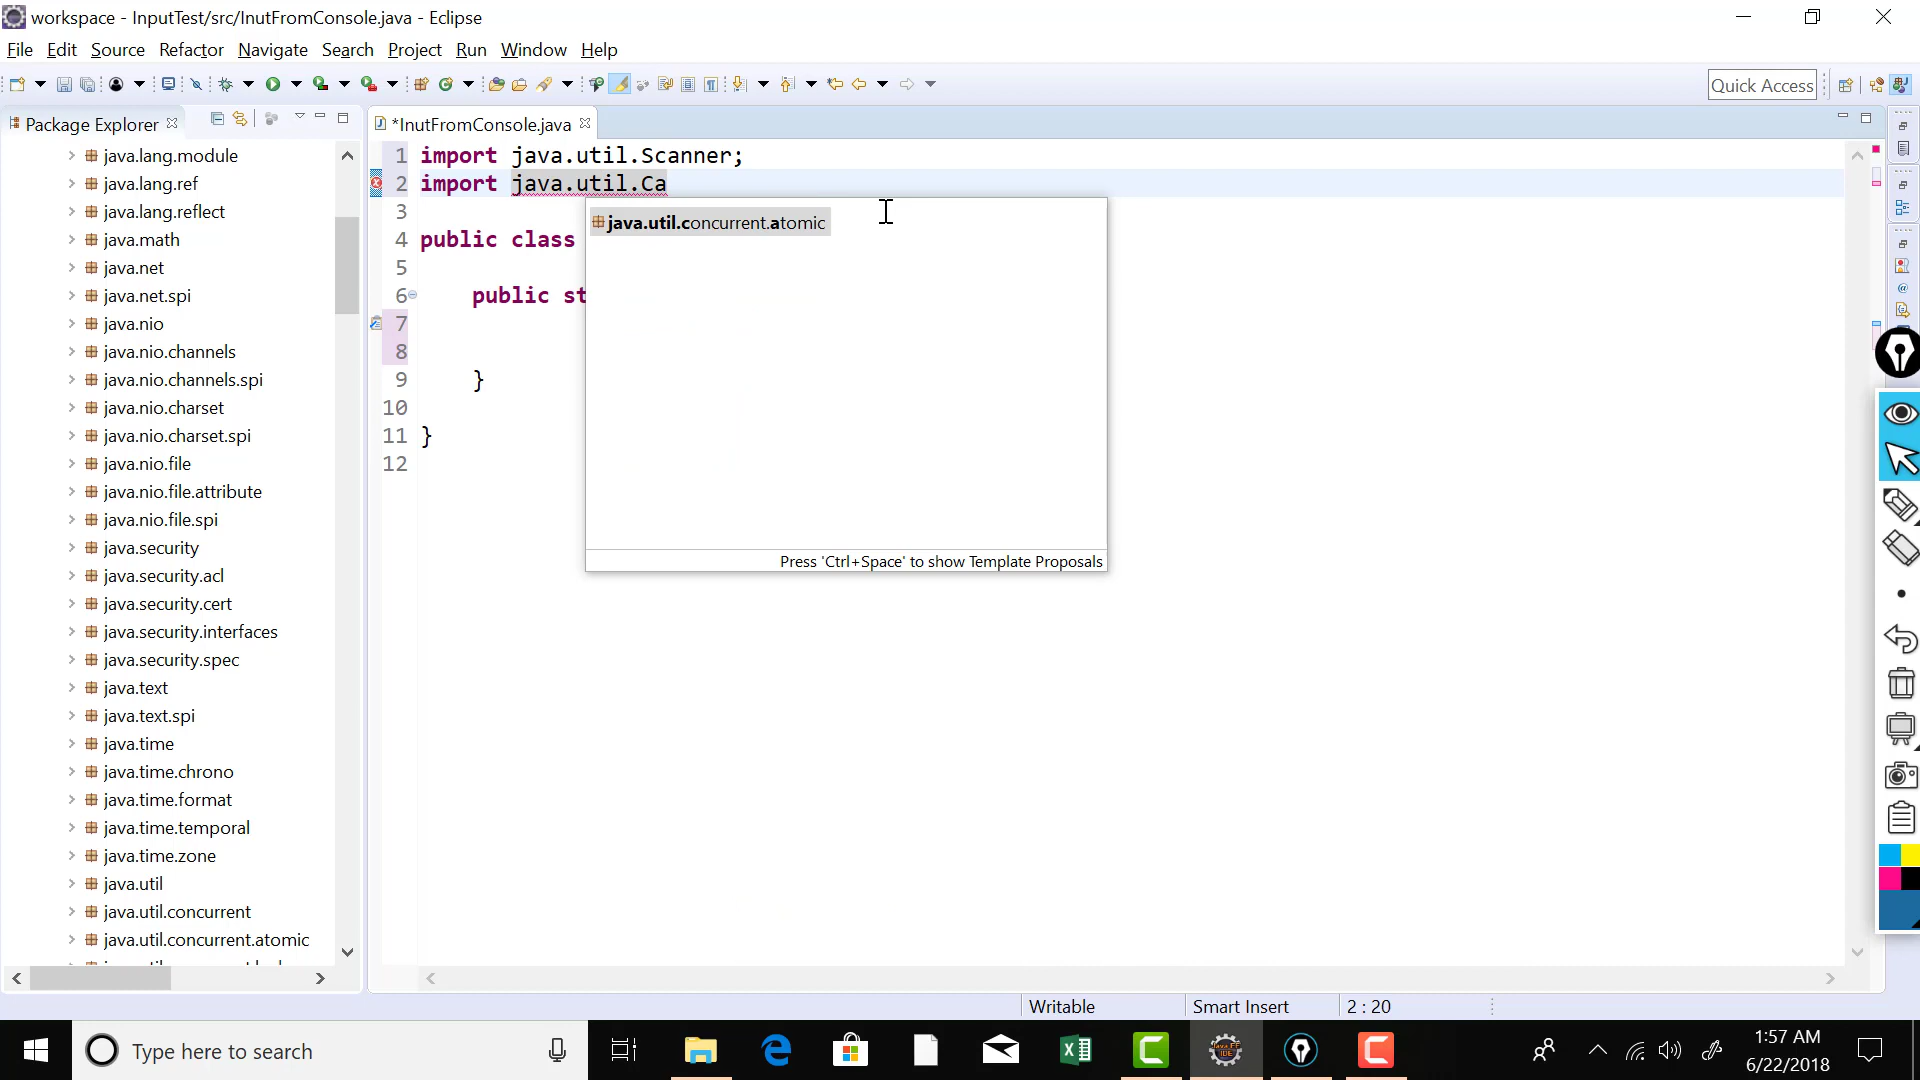 workspace - InputTest/src/InutFromConsole.java - Eclipse
File Edit Source Refactor Navigate Search Project Run Window Help
Quick Access
Package Explorer
*InutFromConsole.java
java.lang.module
java.lang.ref
java.lang.reflect
java.math
java.net
java.net.spi
java.nio
java.nio.channels
java.nio.channels.spi
java.nio.charset
java.nio.charset.spi
java.nio.file
java.nio.file.attribute
java.nio.file.spi
java.security
java.security.acl
java.security.cert
java.security.interfaces
java.security.spec
java.text
java.text.spi
java.time
java.time.chrono
java.time.format
java.time.temporal
java.time.zone
java.util
java.util.concurrent
java.util.concurrent.atomic
1 import java.util.Scanner;
2 import java.util.Ca
3
4 public class
5
6 public st
7
8
9 }
10
11 }
12
java.util.concurrent.atomic
Press 'Ctrl+Space' to show Template Proposals
Writable
Smart Insert
2 : 20
Type here to search
1:57 AM
6/22/2018